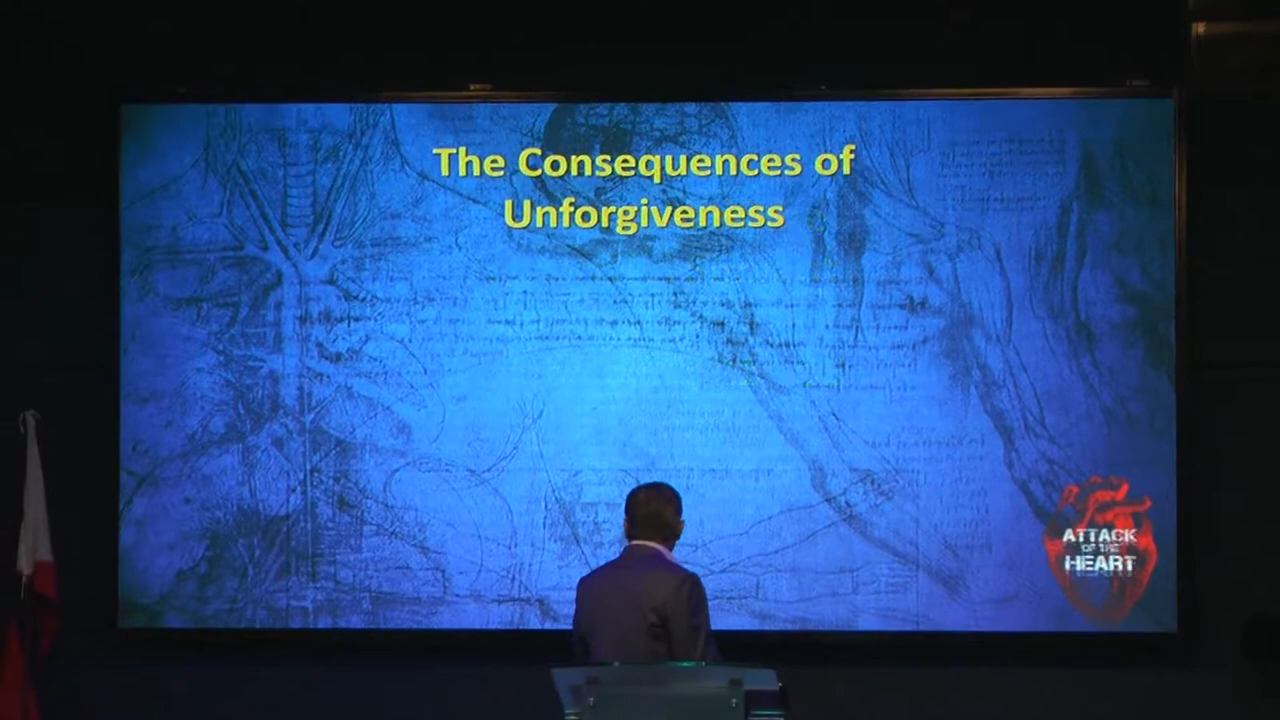 The Consequences of
Unforgiveness
ATTACK
OF THE
HEART